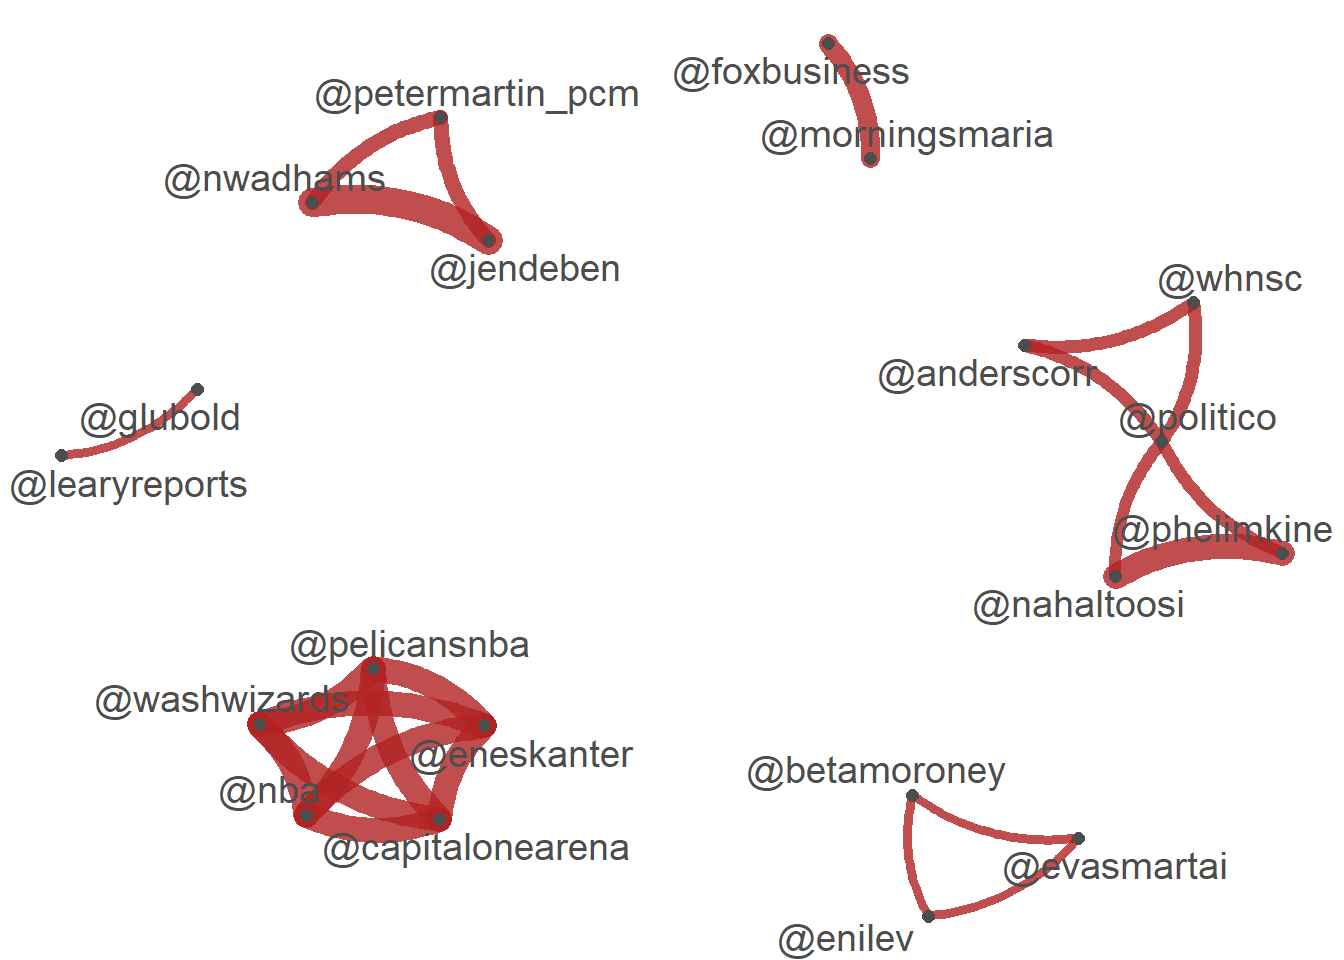 @foxbusiness
@petermartin_pcm
@morningsmaria
@nwadhams
@jendeben
@whnsc
@anderscorr
@glubold
@politico
@learyreports
@phelimkine
@nahaltoosi
@pelicansnba
@washwizards
@eneskanter
@betamoroney
@nba
@capitalonearena
@evasmartai
@enilev